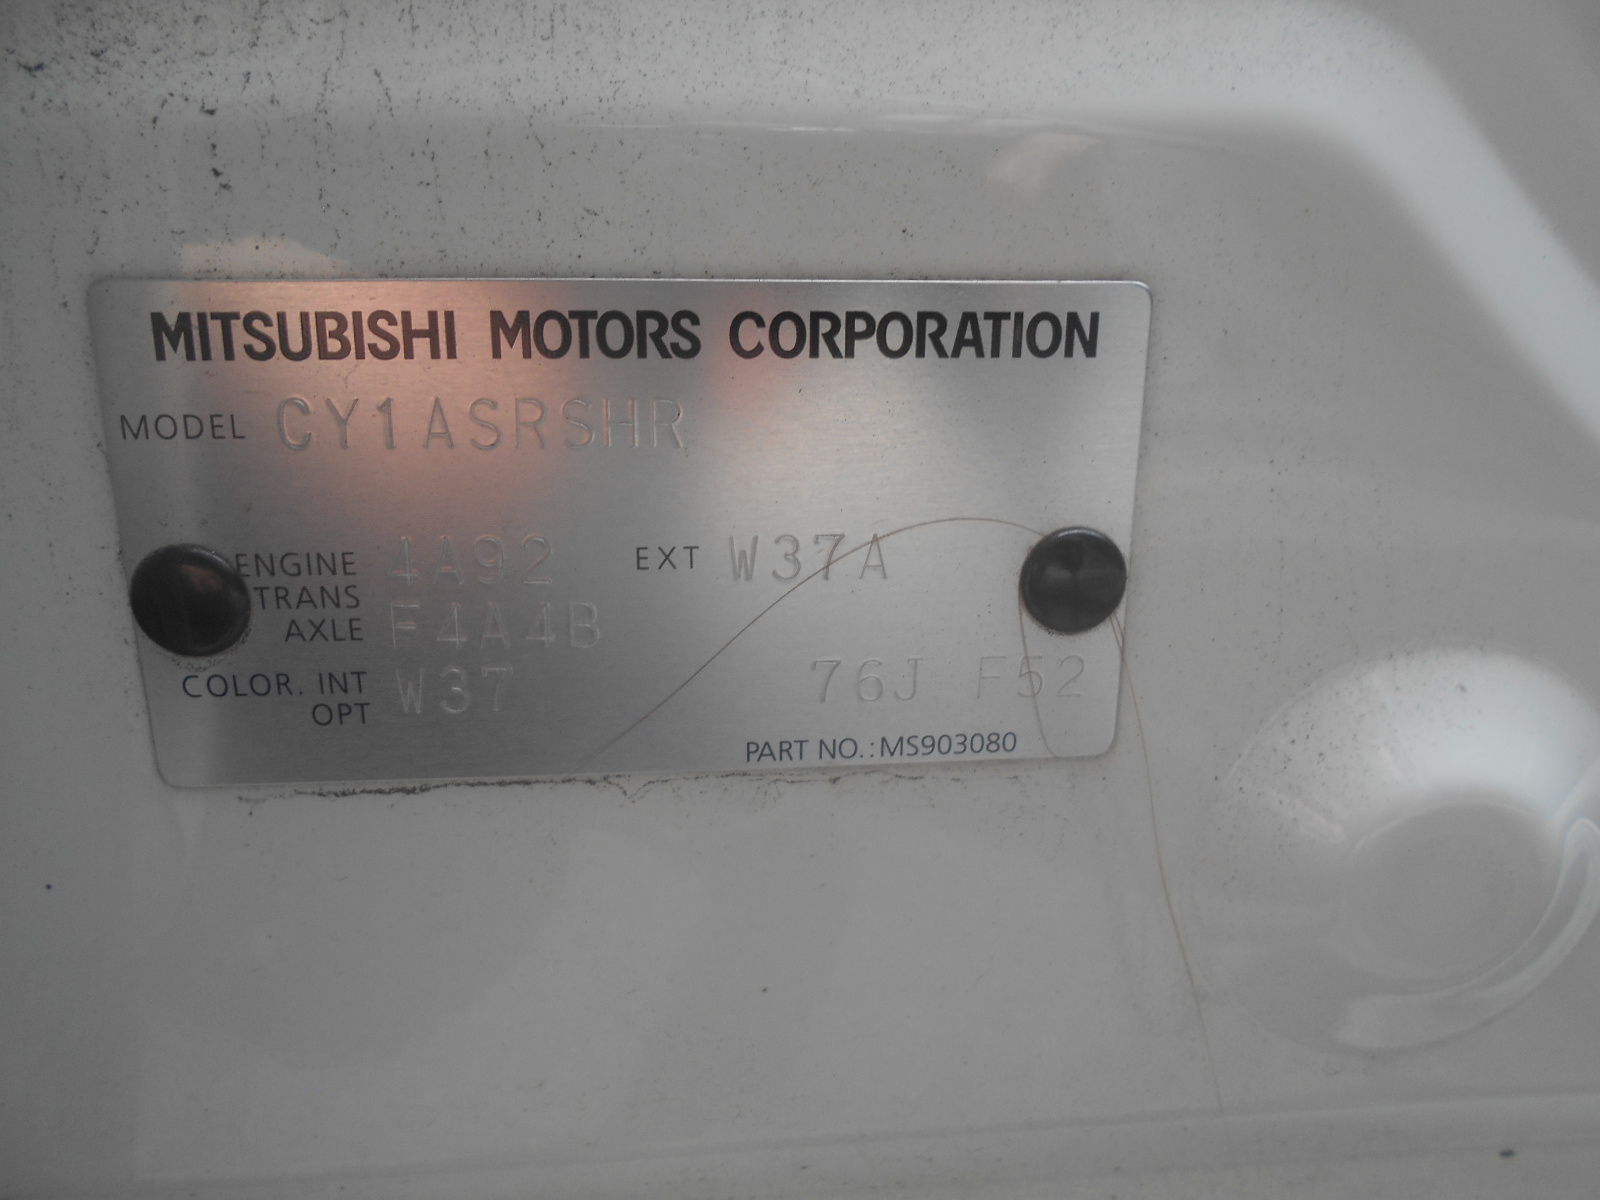 MITSUBISHI MOTORS CORPORATION
MODEL CY1ASRSHR
ENGINE 4A92 EXT W37A
TRANS
AXLE F4A4B
COLOR. INT W37 76J F52
OPT
PART NO.:MS903080